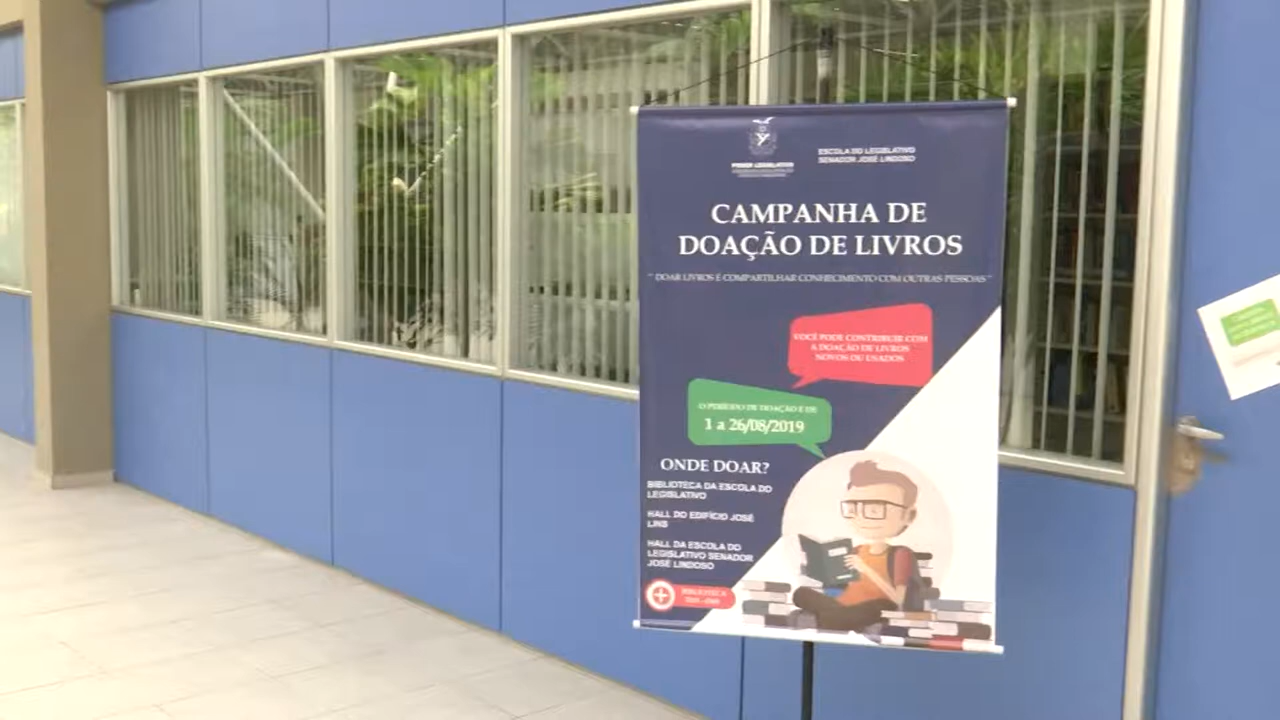 PODER LEGISLATIVO
ESCOLA DO LEGISLATIVO
SENADOR JOSÉ LINDOSO
CAMPANHA DE
DOAÇÃO DE LIVROS
" DOAR LIVROS É COMPARTILHAR CONHECIMENTO COM OUTRAS PESSOAS "
VOCÊ PODE CONTRIBUIR COM
A DOAÇÃO DE LIVROS
NOVOS OU USADOS
O PERÍODO DE DOAÇÃO É DE
1 a 26/08/2019
ONDE DOAR?
BIBLIOTECA DA ESCOLA DO
LEGISLATIVO
HALL DO EDIFÍCIO JOSÉ
LINS
HALL DA ESCOLA DO
LEGISLATIVO SENADOR
JOSÉ LINDOSO
BIBLIOTECA